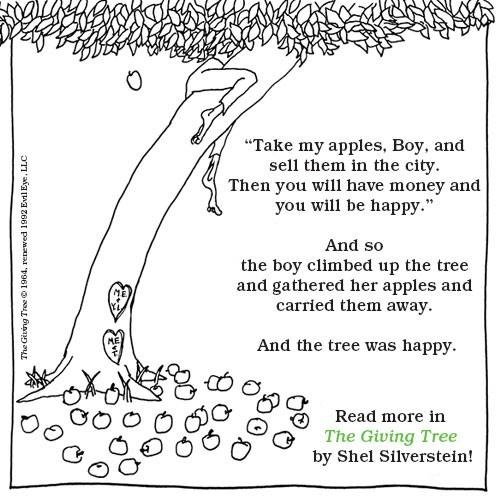 “Take my apples, Boy, and
sell them in the city.
Then you will have money and
you will be happy.”
And so
the boy climbed up the tree
and gathered her apples and
carried them away.
And the tree was happy.
Read more in
The Giving Tree
by Shel Silverstein!
The Giving Tree © 1964, renewed 1992 Evil Eye, LLC
M.E
+
Y.L
ME
& T